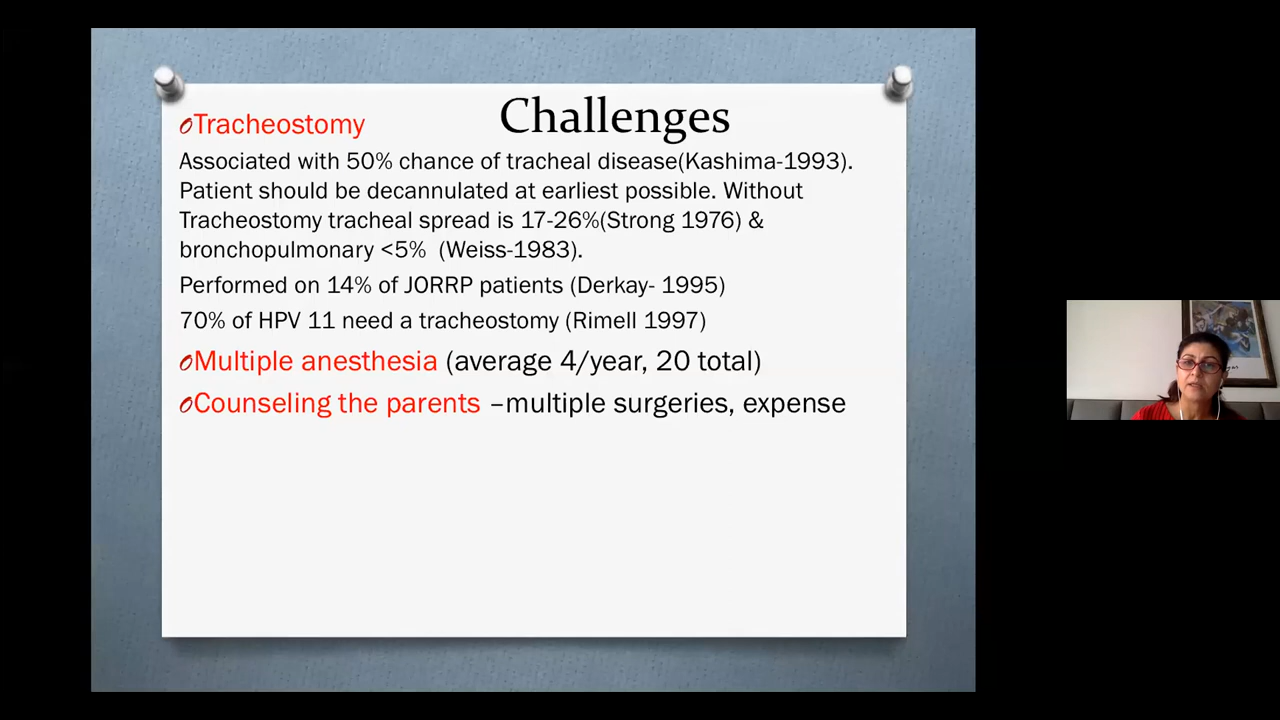 Challenges
Tracheostomy
Associated with 50% chance of tracheal disease(Kashima-1993).
Patient should be decannulated at earliest possible. Without
Tracheostomy tracheal spread is 17-26%(Strong 1976) &
bronchopulmonary <5% (Weiss-1983).
Performed on 14% of JORRP patients (Derkay- 1995)
70% of HPV 11 need a tracheostomy (Rimell 1997)
Multiple anesthesia (average 4/year, 20 total)
Counseling the parents –multiple surgeries, expense